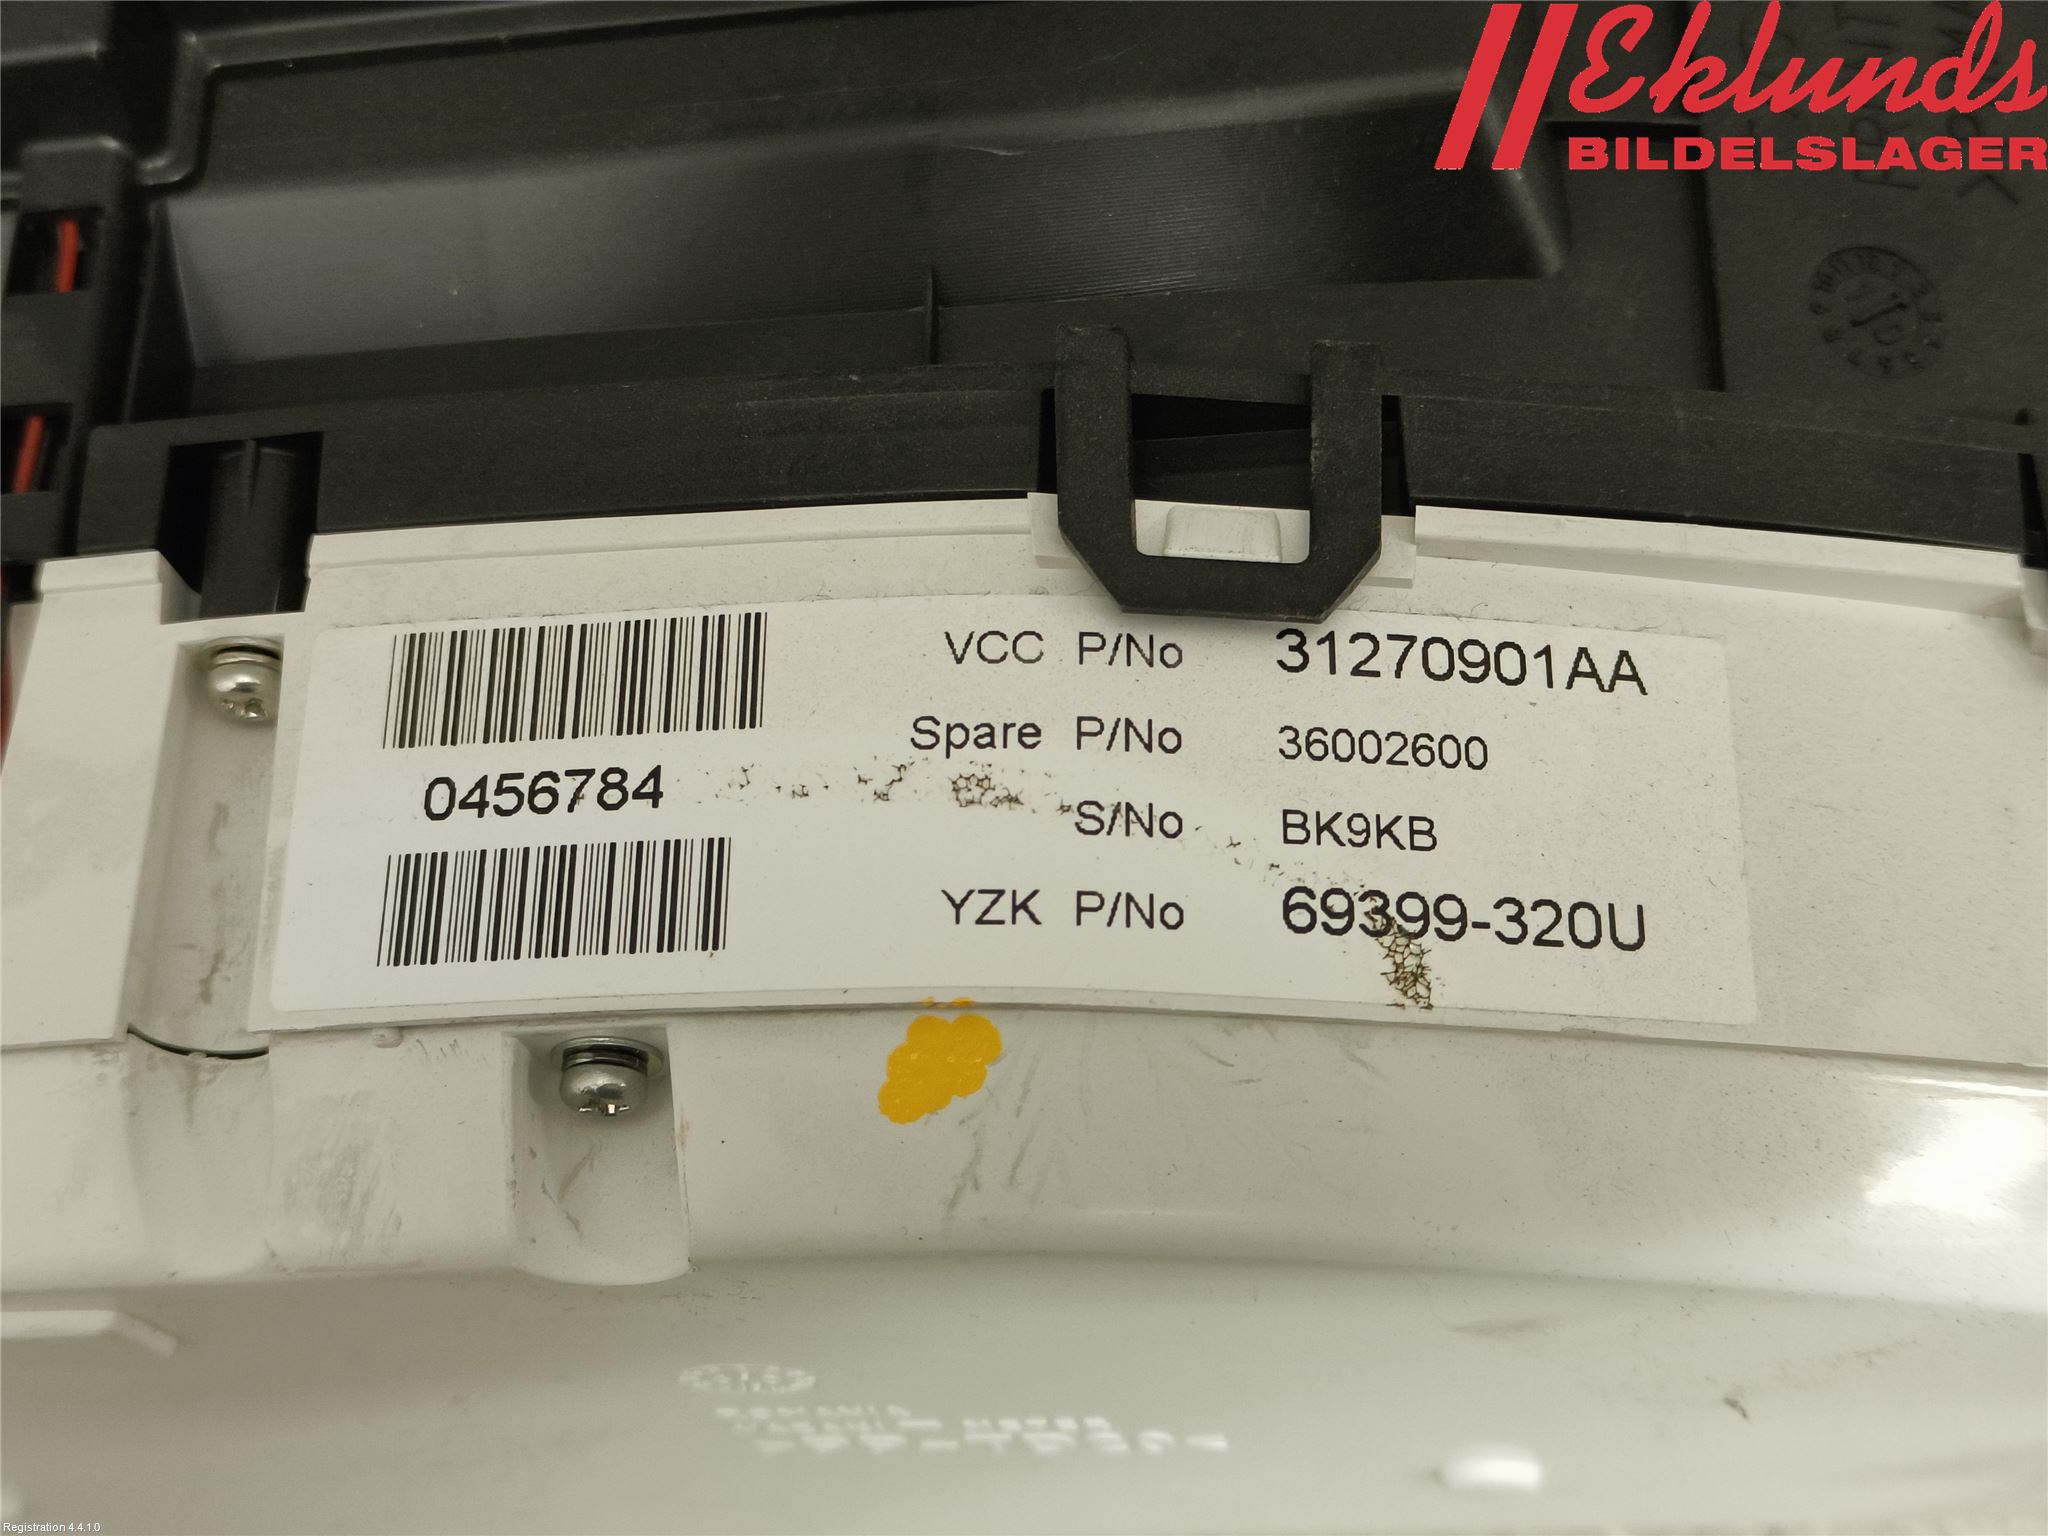 Eklunds
BILDELSLAGER
VCC P/No 31270901AA
Spare P/No 36002600
0456784
S/No BK9KB
YZK P/No 69399-320U
Registration 4.4.1.0